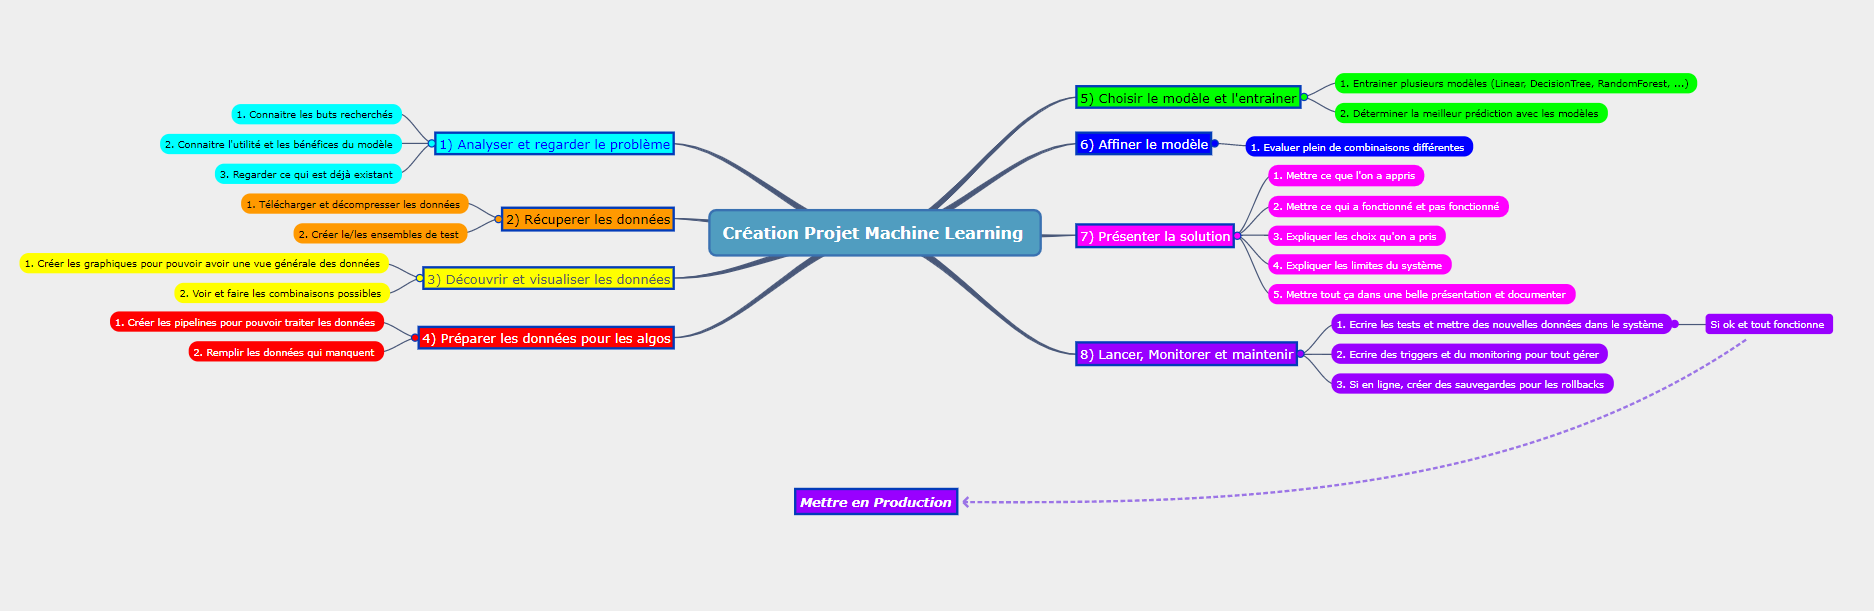 Création Projet Machine Learning
1) Analyser et regarder le problème
1. Connaitre les buts recherchés
2. Connaitre l'utilité et les bénéfices du modèle
3. Regarder ce qui est déjà existant
2) Récuperer les données
1. Télécharger et décompresser les données
2. Créer le/les ensembles de test
3) Découvrir et visualiser les données
1. Créer les graphiques pour pouvoir avoir une vue générale des données
2. Voir et faire les combinaisons possibles
4) Préparer les données pour les algos
1. Créer les pipelines pour pouvoir traiter les données
2. Remplir les données qui manquent
5) Choisir le modèle et l'entrainer
1. Entrainer plusieurs modèles (Linear, DecisionTree, RandomForest, ...)
2. Déterminer la meilleur prédiction avec les modèles
6) Affiner le modèle
1. Evaluer plein de combinaisons différentes
7) Présenter la solution
1. Mettre ce que l'on a appris
2. Mettre ce qui a fonctionné et pas fonctionné
3. Expliquer les choix qu'on a pris
4. Expliquer les limites du système
5. Mettre tout ça dans une belle présentation et documenter
8) Lancer, Monitorer et maintenir
1. Ecrire les tests et mettre des nouvelles données dans le système
Si ok et tout fonctionne
2. Ecrire des triggers et du monitoring pour tout gérer
3. Si en ligne, créer des sauvegardes pour les rollbacks
Mettre en Production